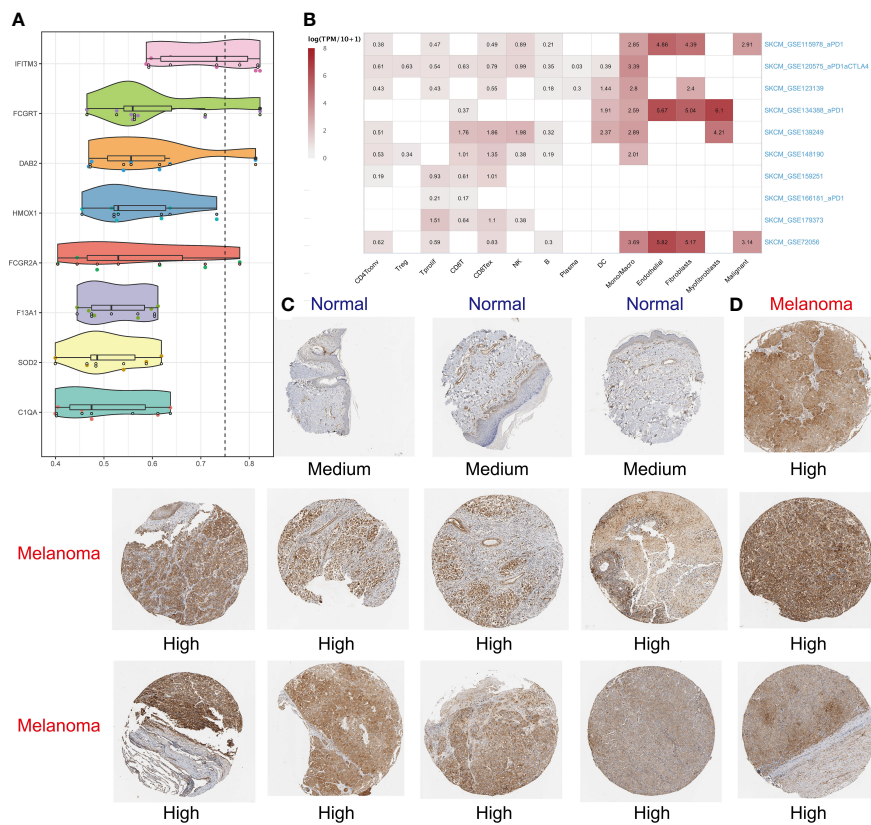 A
IFITM3
FCGRT
DAB2
HMOX1
FCGR2A
F13A1
SOD2
C1QA
0.4 0.5 0.6 0.7 0.8
B
log(TPM/10+1)
8
6
4
2
0
0.38 0.47 0.49 0.89 0.21 2.85 4.86 4.39 2.91 SKCM_GSE115978_aPD1
0.61 0.63 0.54 0.63 0.79 0.99 0.35 0.03 0.38 3.39 SKCM_GSE120575_aPD1aCTLA4
0.43 0.43 0.55 0.16 0.3 1.44 2.8 2.4 SKCM_GSE123139
0.37 1.91 2.59 5.67 5.04 6.1 SKCM_GSE134388_aPD1
0.51 1.76 1.86 1.98 0.32 2.37 2.89 4.21 SKCM_GSE139249
0.53 0.34 1.01 1.35 0.38 0.19 2.01 SKCM_GSE148190
0.19 0.93 0.61 1.01 SKCM_GSE159251
0.21 0.17 SKCM_GSE166181_aPD1
1.51 0.64 1.1 0.38 SKCM_GSE179373
0.62 0.59 0.83 0.3 3.69 5.82 6.17 3.14 SKCM_GSE72056
CD4Tconv Treg Tprolif CD8T CD8Tex NK B Plasma DC Mono/Macro Endothelial Fibroblasts Myofibroblasts Malignant
C Normal Normal Normal D Melanoma
Medium Medium Medium High
Melanoma
High High High High High
Melanoma
High High High High High